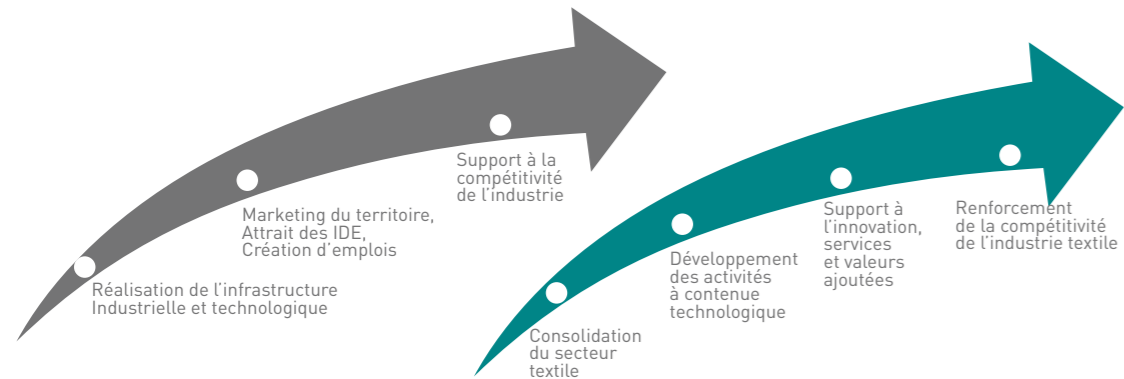 Réalisation de l'infrastructure
Industrielle et technologique
Marketing du territoire,
Attrait des IDE,
Création d'emplois
Support à la
compétitivité
de l'industrie
Consolidation
du secteur
textile
Développement
des activités
à contenue
technologique
Support à
l'innovation,
services
et valeurs
ajoutées
Renforcement
de la compétitivité
de l'industrie textile